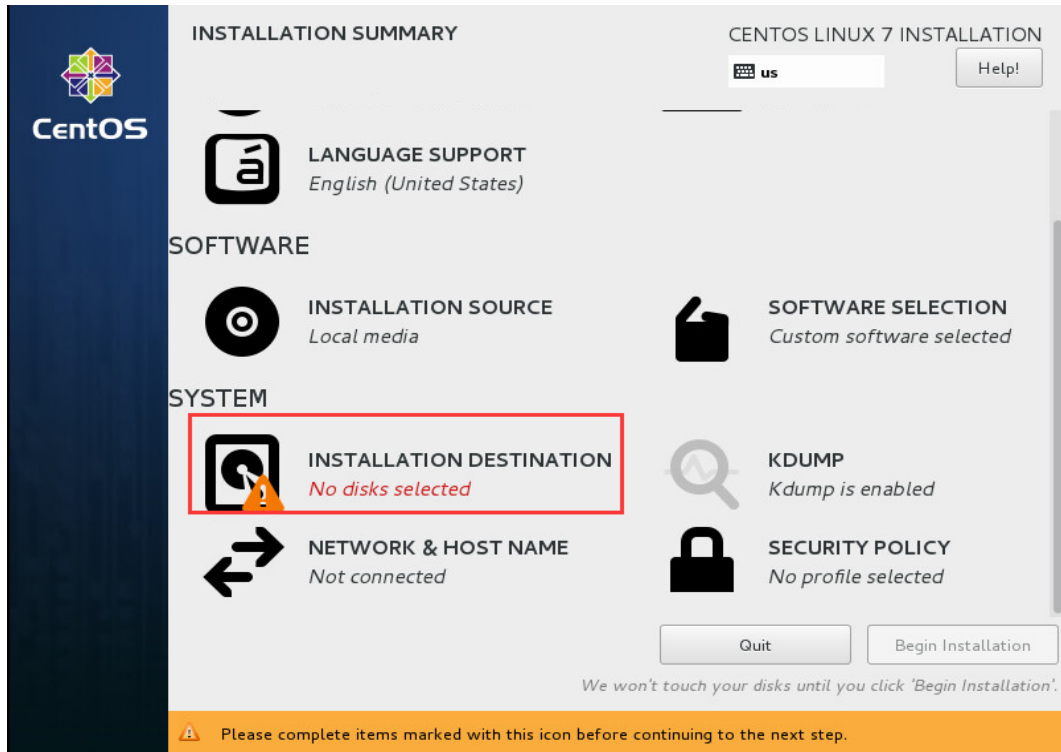 INSTALLATION SUMMARY
CENTOS LINUX 7 INSTALLATION
us
Help!
CentOS
á
LANGUAGE SUPPORT
English (United States)
SOFTWARE
INSTALLATION SOURCE
Local media
SOFTWARE SELECTION
Custom software selected
SYSTEM
INSTALLATION DESTINATION
No disks selected
KDUMP
Kdump is enabled
NETWORK & HOST NAME
Not connected
SECURITY POLICY
No profile selected
Quit
Begin Installation
We won't touch your disks until you click 'Begin Installation'.
Please complete items marked with this icon before continuing to the next step.